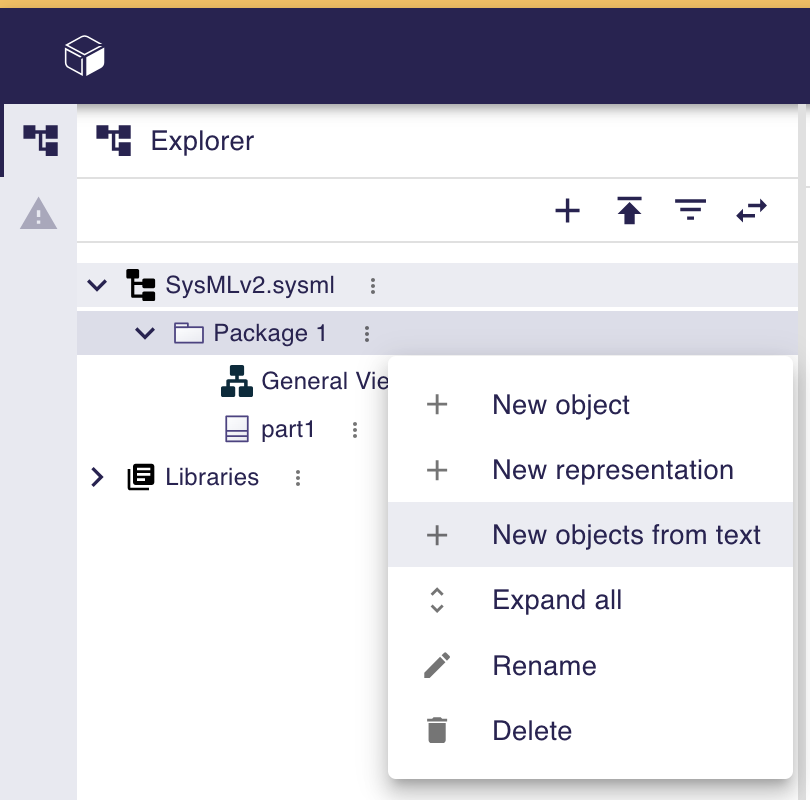 Explorer
SysMLv2.sysml
Package 1
General Vie
part1
Libraries
New object
New representation
New objects from text
Expand all
Rename
Delete